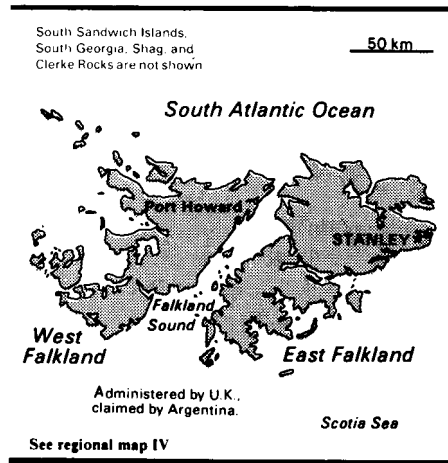 South Sandwich Islands,
South Georgia, Shag, and
Clerke Rocks are not shown
50 km
South Atlantic Ocean
Port Howard
STANLEY
Falkland
Sound
West
Falkland
East Falkland
Administered by U.K.,
claimed by Argentina.
Scotia Sea
See regional map IV